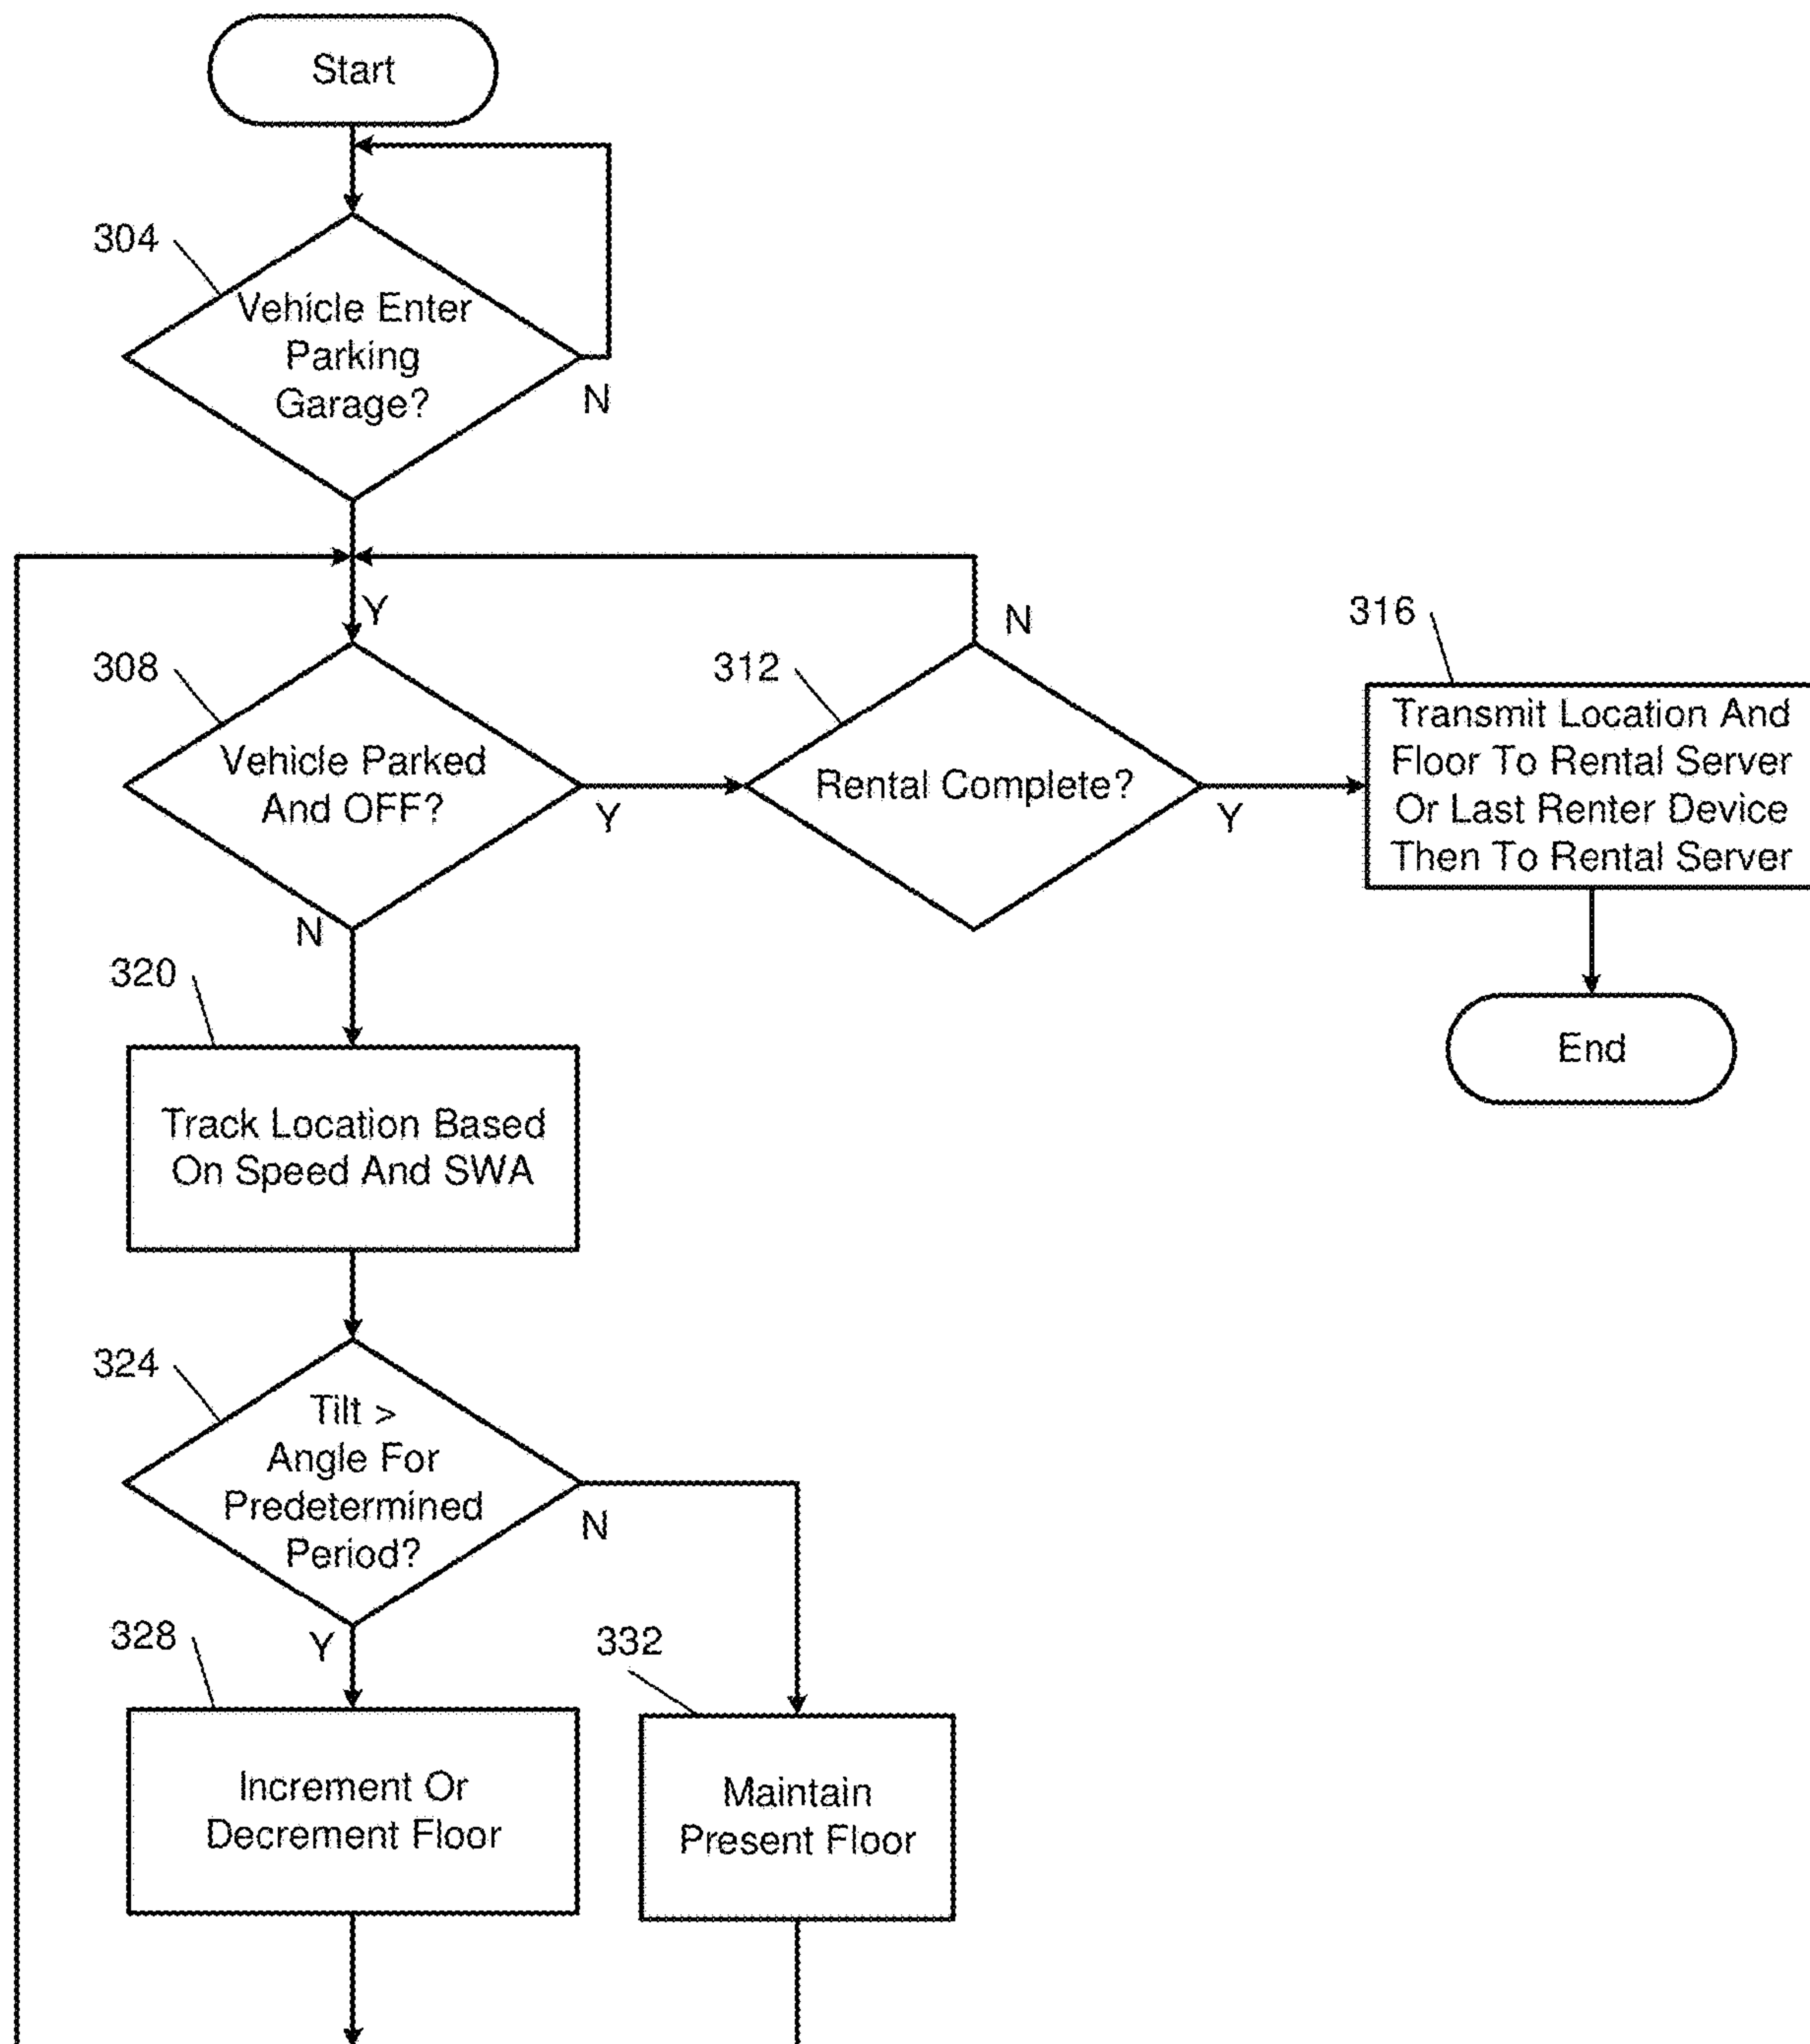 Start
304
Vehicle Enter
Parking
Garage?
N
Y
308
Vehicle Parked
And OFF?
Y
N
312
Rental Complete?
N
Y
316
Transmit Location And
Floor To Rental Server
Or Last Renter Device
Then To Rental Server
End
320
Track Location Based
On Speed And SWA
324
Tilt >
Angle For
Predetermined
Period?
N
Y
328
Increment Or
Decrement Floor
332
Maintain
Present Floor